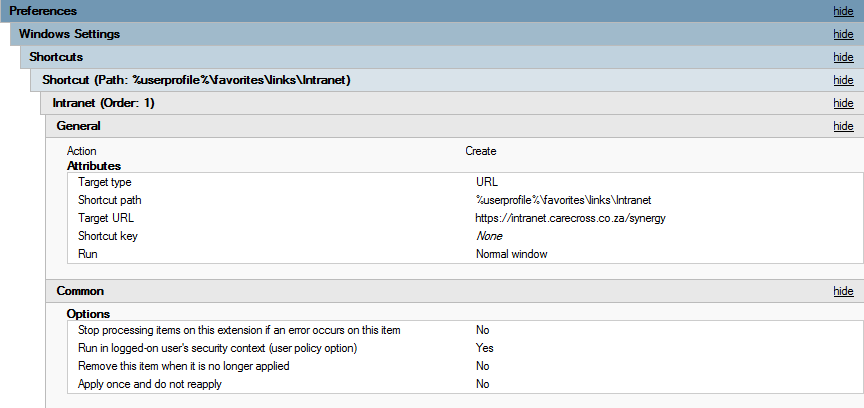 Preferences hide
Windows Settings hide
Shortcuts hide
Shortcut (Path: %userprofile%\favorites\links\Intranet) hide
Intranet (Order: 1) hide
General hide
Action Create
Attributes
Target type URL
Shortcut path %userprofile%\favorites\links\Intranet
Target URL https://intranet.carecross.co.za/synergy
Shortcut key None
Run Normal window
Common hide
Options
Stop processing items on this extension if an error occurs on this item No
Run in logged-on user's security context (user policy option) Yes
Remove this item when it is no longer applied No
Apply once and do not reapply No